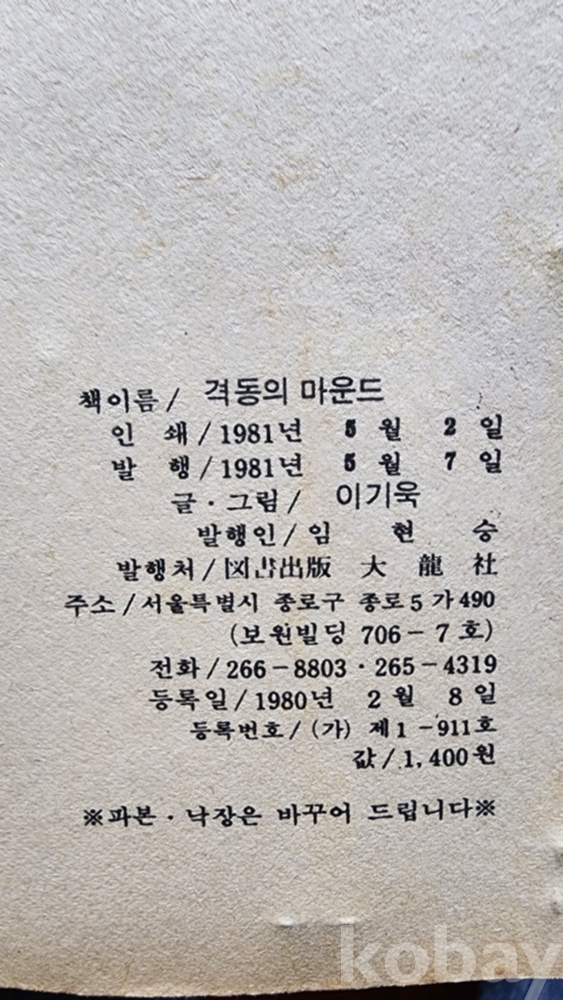 책이름 / 격동의 마운드
인 쇄 / 1981년 5 월 2 일
발 행 / 1981년 5 월 7 일
글 · 그림 / 이기욱
발행인 / 임 현 승
발행처 / 図書出版 大 龍 社
주소 / 서울특별시 종로구 종로5가490
(보원빌딩 706-7호)
전화 / 266-8803 · 265-4319
등록일 / 1980年 2 월 8 일
등록번호 / (가) 제1-911호
값 / 1,400원
※파본 · 낙장은 바꾸어 드립니다※
kobay